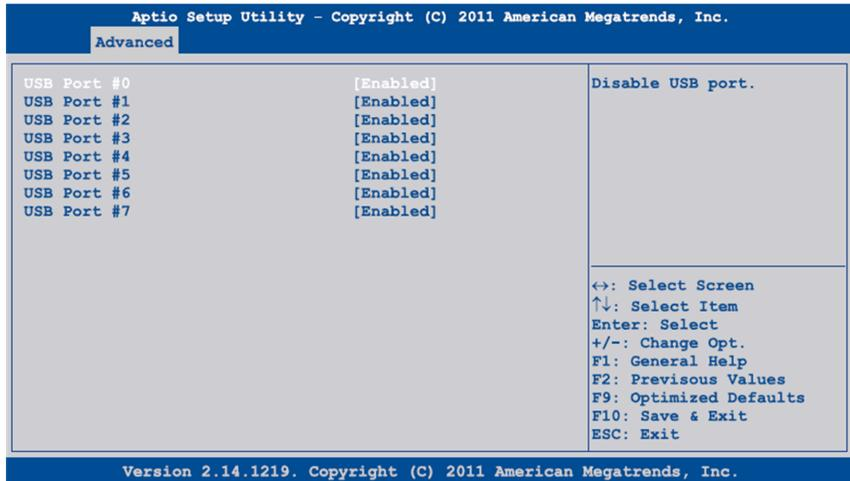 Aptio Setup Utility – Copyright (C) 2011 American Megatrends, Inc.
Advanced
USB Port #0 [Enabled]
USB Port #1 [Enabled]
USB Port #2 [Enabled]
USB Port #3 [Enabled]
USB Port #4 [Enabled]
USB Port #5 [Enabled]
USB Port #6 [Enabled]
USB Port #7 [Enabled]
Disable USB port.
↔: Select Screen
↑↓: Select Item
Enter: Select
+/-: Change Opt.
F1: General Help
F2: Previsous Values
F9: Optimized Defaults
F10: Save & Exit
ESC: Exit
Version 2.14.1219. Copyright (C) 2011 American Megatrends, Inc.